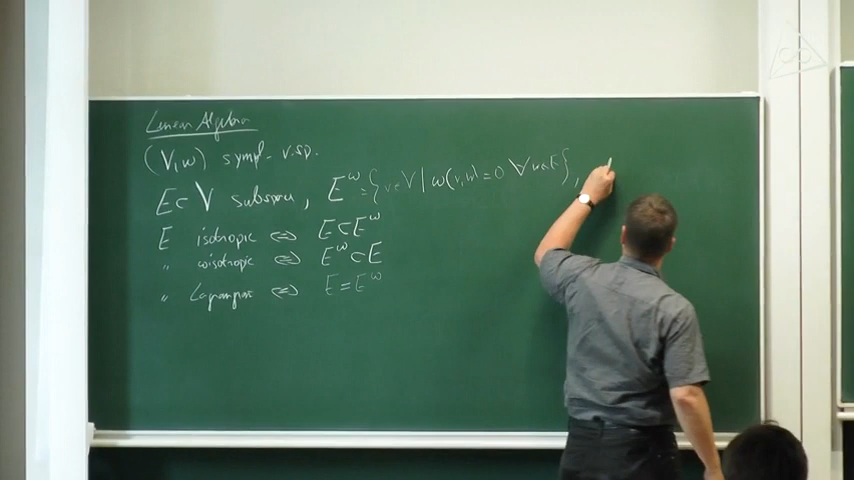 Linear Algebra
(V, ω) sympl. v.sp.
E ⊂ V subspace, E^ω = {v ∈ V | ω(v,w) = 0 ∀ w ∈ E},
E isotropic ⇔ E ⊂ E^ω
" coisotropic ⇔ E^ω ⊂ E
" Lagrangian ⇔ E = E^ω